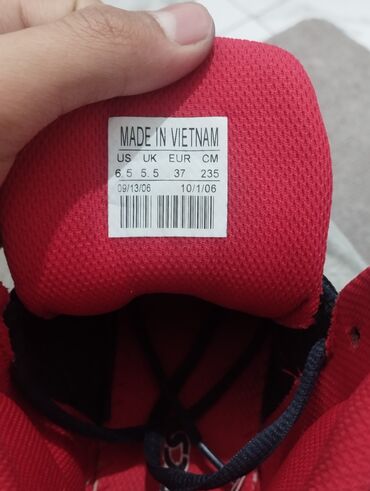 MADE IN VIETNAM
US UK EUR CM
6.5 5.5 37 235
09/13/06 10/1/06